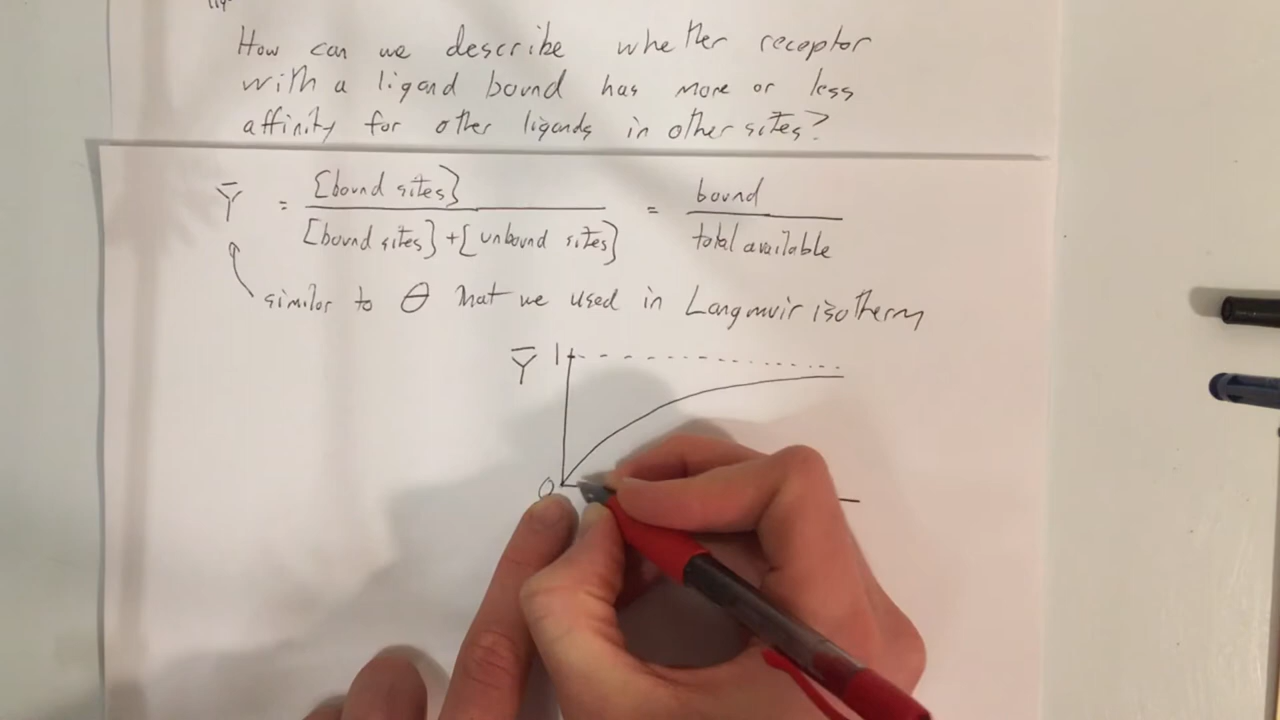 How can we describe whether receptor
with a ligand bound has more or less
affinity for other ligands in other sites?
Ȳ = [bound sites] / [bound sites] + [unbound sites] = bound / total available
similar to θ that we used in Langmuir isotherm
Ȳ 1
0